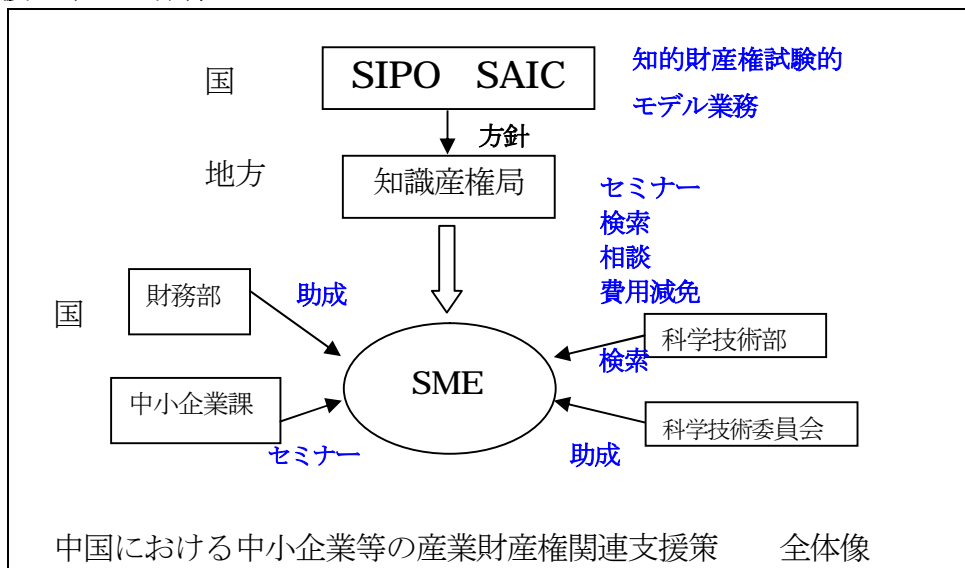 国
SIPO SAIC
知的財産権試験的
モデル業務
方針
地方
知識産権局
セミナー
検索
相談
費用減免
国
財務部
助成
科学技術部
検索
SME
中小企業課
セミナー
科学技術委員会
助成
中国における中小企業等の産業財産権関連支援策 全体像